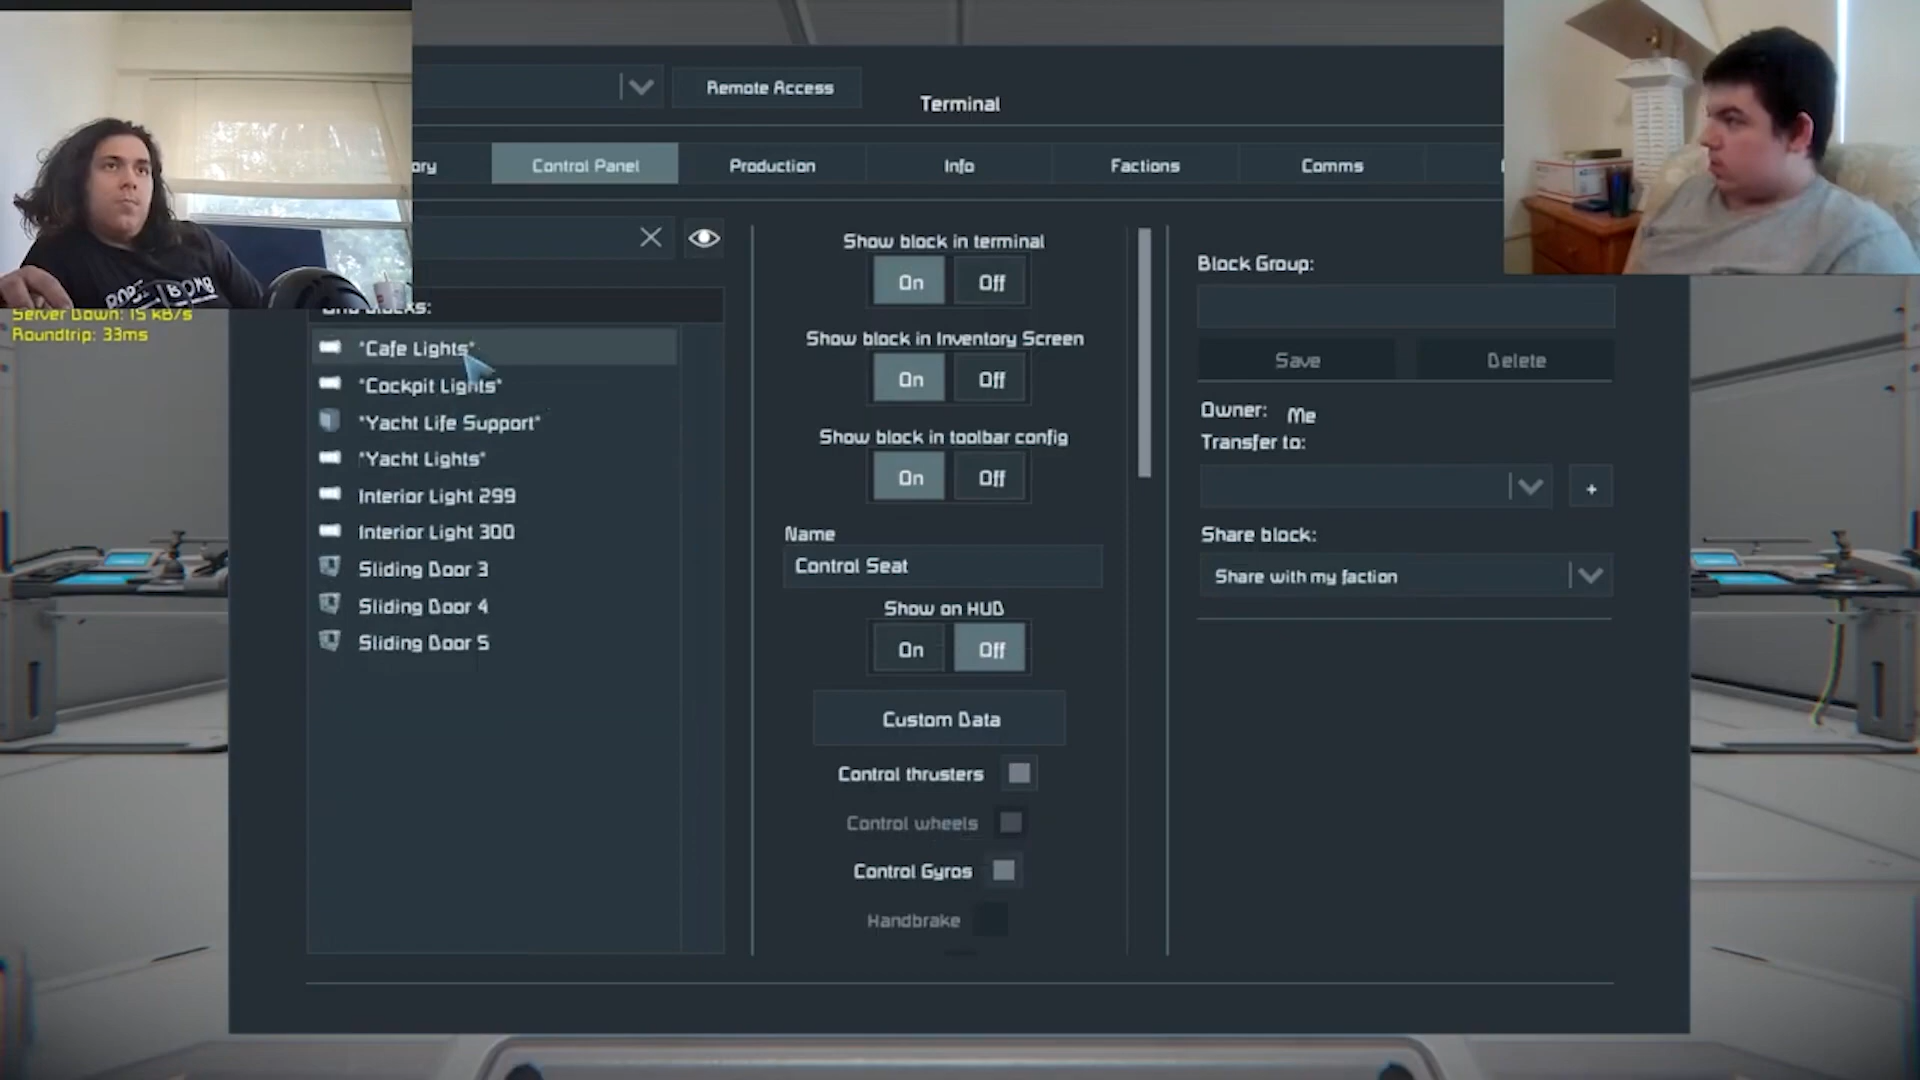 Remote Access
Terminal
ory
Control Panel
Production
Info
Factions
Comms
Server Down: 15 kB/s
Roundtrip: 33ms
*Cafe Lights*
*Cockpit Lights*
*Yacht Life Support*
*Yacht Lights*
Interior Light 299
Interior Light 300
Sliding Door 3
Sliding Door 4
Sliding Door 5
Show block in terminal
On Off
Show block in Inventory Screen
On Off
Show block in toolbar config
On Off
Name
Control Seat
Show on HUD
On Off
Custom Data
Control thrusters
Control wheels
Control Gyros
Handbrake
Block Group:
Save Delete
Owner: Me
Transfer to:
+
Share block:
Share with my faction